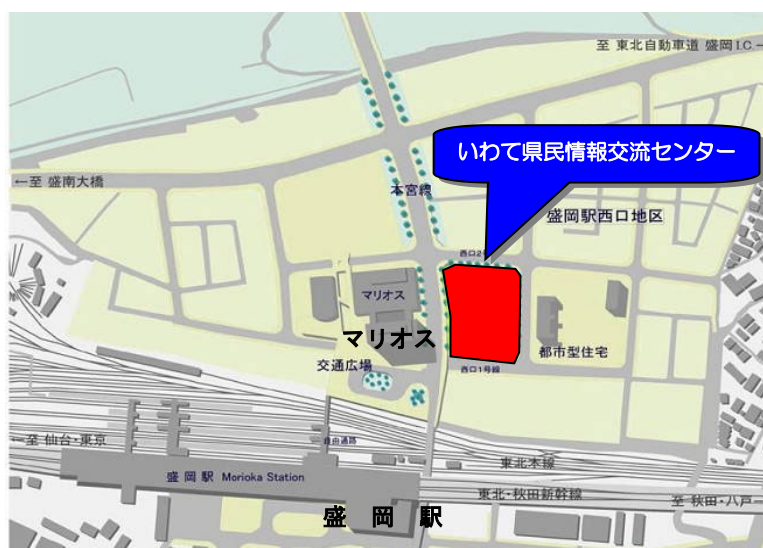 至 東北自動車道 盛岡I.C.→
いわて県民情報交流センター
←至 盛南大橋
本宮線
盛岡駅西口地区
西口2号
マリオス
マリオス
都市型住宅
交通広場
西口1号線
←至 仙台・東京
自由通路
東北本線
盛岡駅 Morioka Station
東北・秋田新幹線
至 秋田・八戸→
盛 岡 駅